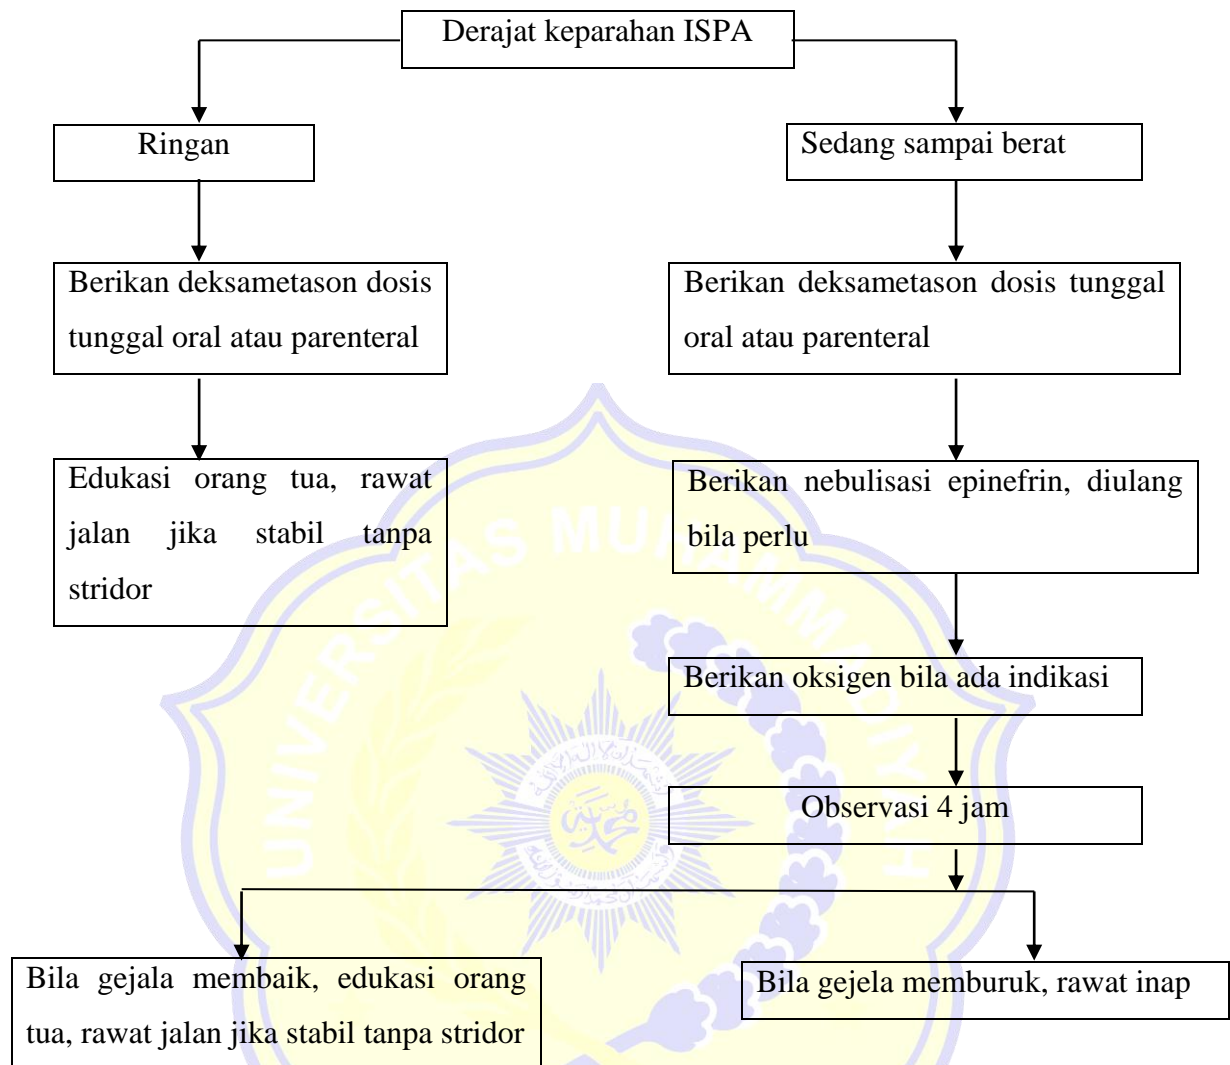 Derajat keparahan ISPA
Ringan
Sedang sampai berat
Berikan deksametason dosis
tunggal oral atau parenteral
Berikan deksametason dosis tunggal
oral atau parenteral
Edukasi orang tua, rawat
jalan jika stabil tanpa
stridor
Berikan nebulisasi epinefrin, diulang
bila perlu
Berikan oksigen bila ada indikasi
Observasi 4 jam
Bila gejala membaik, edukasi orang
tua, rawat jalan jika stabil tanpa stridor
Bila gejela memburuk, rawat inap
UNIVERSITAS MUHAMMADIYAH